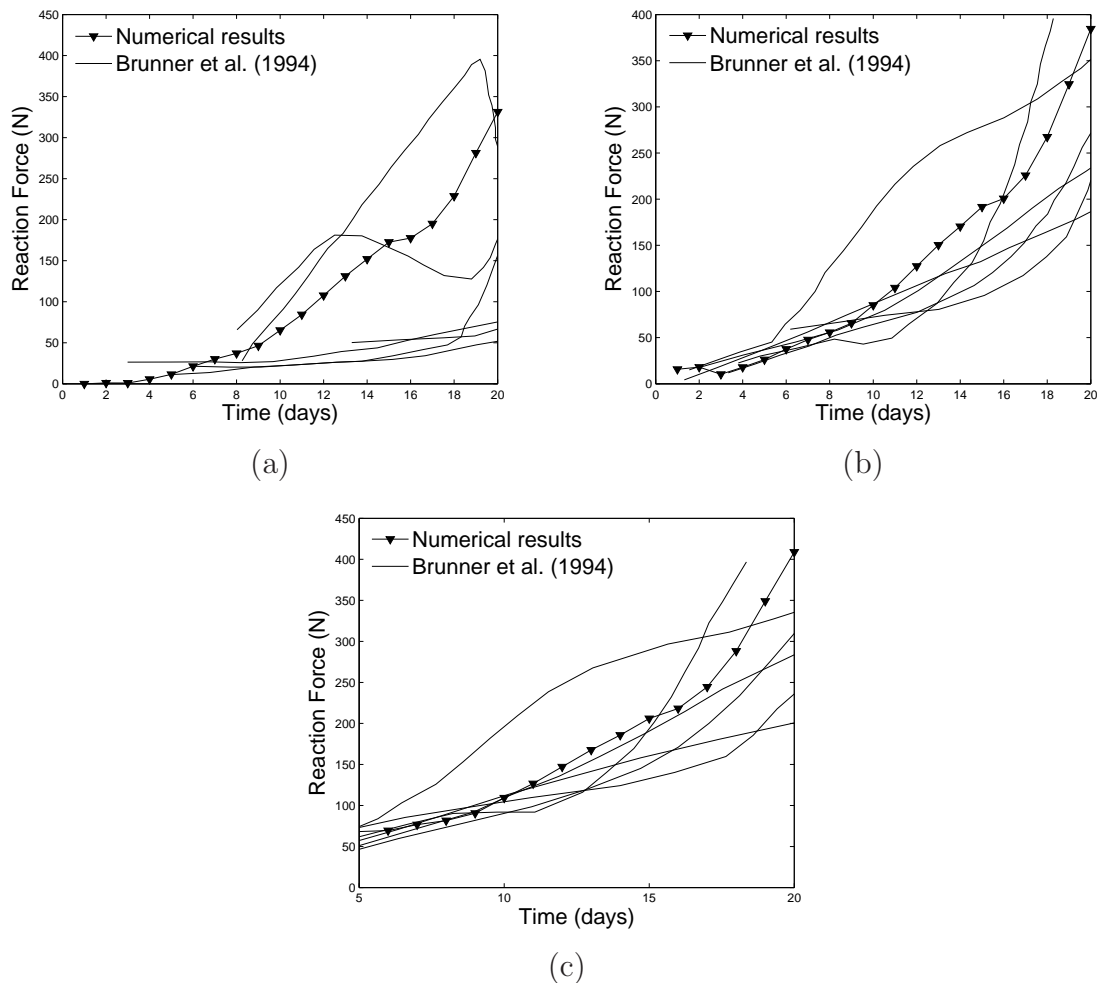 450
400
350
300
250
200
150
100
50
0
Reaction Force (N)
Numerical results
Brunner et al. (1994)
0 2 4 6 8 10 12 14 16 18 20
Time (days)
(a)
400
350
300
250
200
150
100
50
0
Reaction Force (N)
Numerical results
Brunner et al. (1994)
0 2 4 6 8 10 12 14 16 18 20
Time (days)
(b)
450
400
350
300
250
200
150
100
50
0
Reaction Force (N)
Numerical results
Brunner et al. (1994)
5 10 15 20
Time (days)
(c)